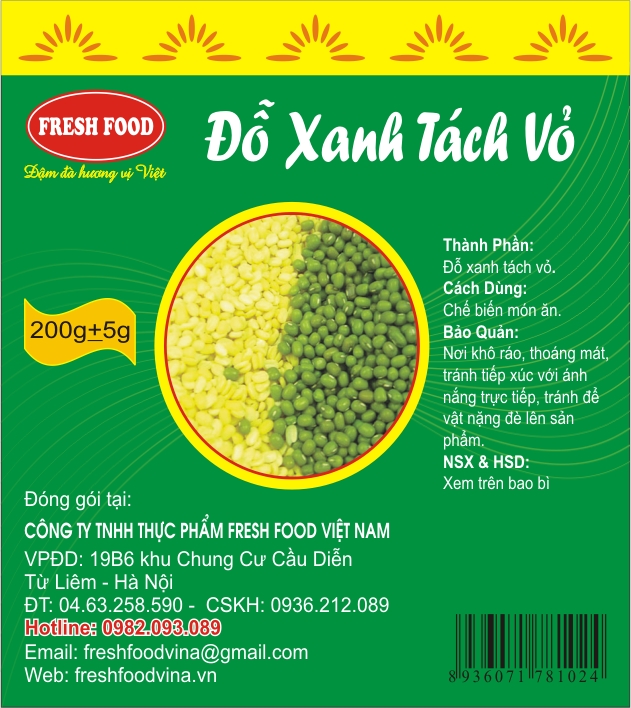 FRESH FOOD
Đậm đà hương vị Việt
Đỗ Xanh Tách Vỏ
200g±5g
Thành Phần:
Đỗ xanh tách vỏ.
Cách Dùng:
Chế biến món ăn.
Bảo Quản:
Nơi khô ráo, thoáng mát,
tránh tiếp xúc với ánh
nắng trực tiếp, tránh để
vật nặng đè lên sản
phẩm.
NSX & HSD:
Xem trên bao bì
Đóng gói tại:
CÔNG TY TNHH THỰC PHẨM FRESH FOOD VIỆT NAM
VPĐD: 19B6 khu Chung Cư Cầu Diễn
Từ Liêm - Hà Nội
ĐT: 04.63.258.590 - CSKH: 0936.212.089
Hotline: 0982.093.089
Email: freshfoodvina@gmail.com
Web: freshfoodvina.vn
8936071781024